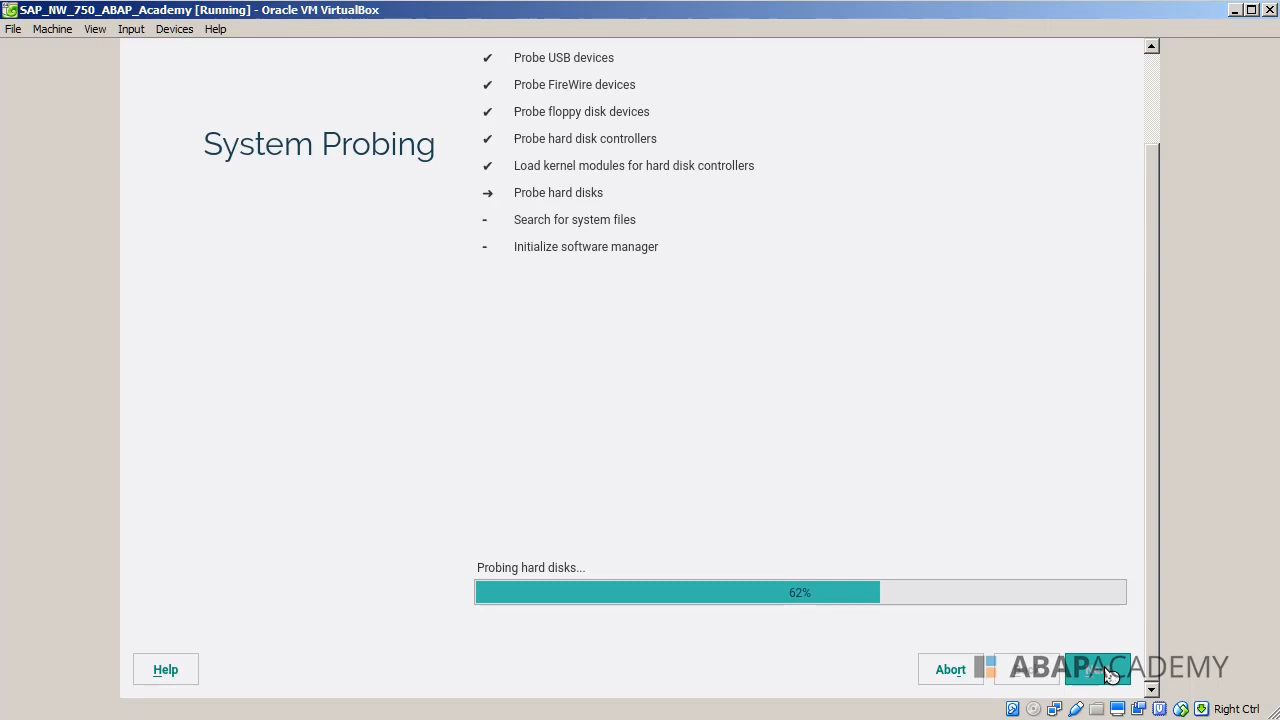 SAP_NW_750_ABAP_Academy [Running] - Oracle VM VirtualBox
File Machine View Input Devices Help
System Probing
✔ Probe USB devices
✔ Probe FireWire devices
✔ Probe floppy disk devices
✔ Probe hard disk controllers
✔ Load kernel modules for hard disk controllers
➜ Probe hard disks
- Search for system files
- Initialize software manager
Probing hard disks...
62%
Help Abort
ABAPACADEMY
Right Ctrl